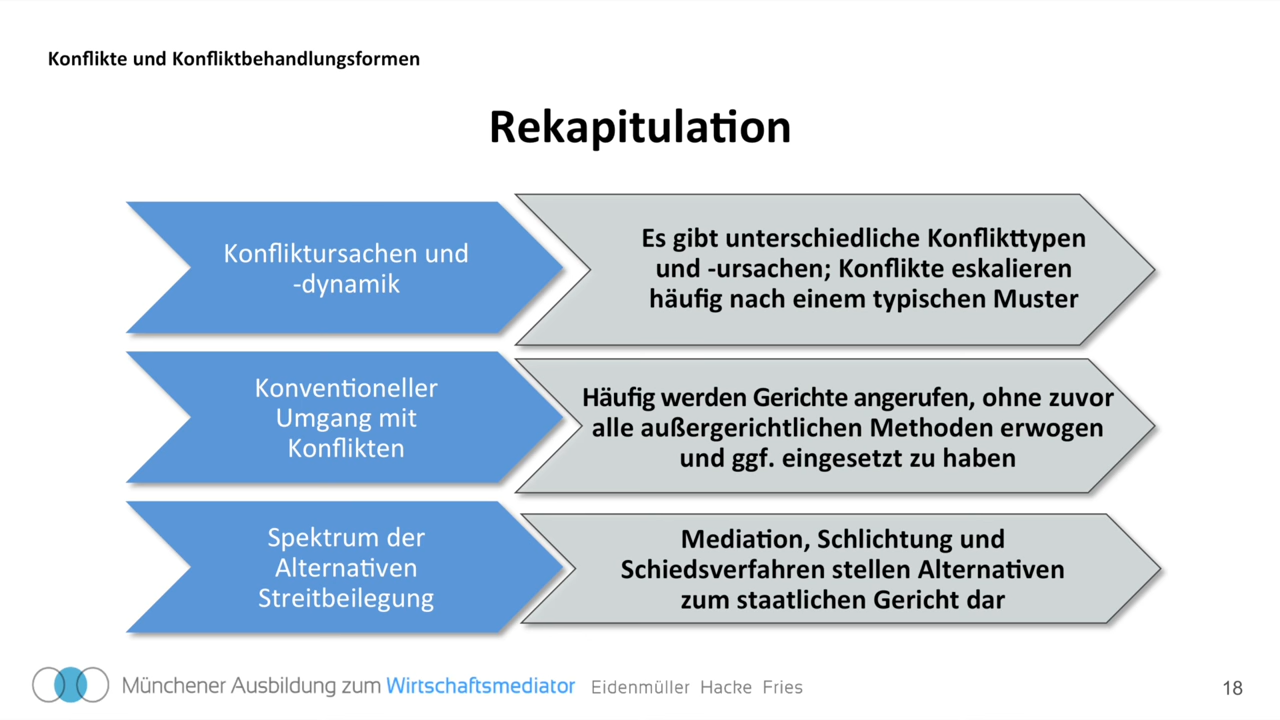 Konflikte und Konfliktbehandlungsformen
Rekapitulation
Konfliktursachen und
-dynamik
Es gibt unterschiedliche Konflikttypen
und -ursachen; Konflikte eskalieren
häufig nach einem typischen Muster
Konventioneller
Umgang mit
Konflikten
Häufig werden Gerichte angerufen, ohne zuvor
alle außergerichtlichen Methoden erwogen
und ggf. eingesetzt zu haben
Spektrum der
Alternativen
Streitbeilegung
Mediation, Schlichtung und
Schiedsverfahren stellen Alternativen
zum staatlichen Gericht dar
Münchener Ausbildung zum Wirtschaftsmediator Eidenmüller Hacke Fries
18